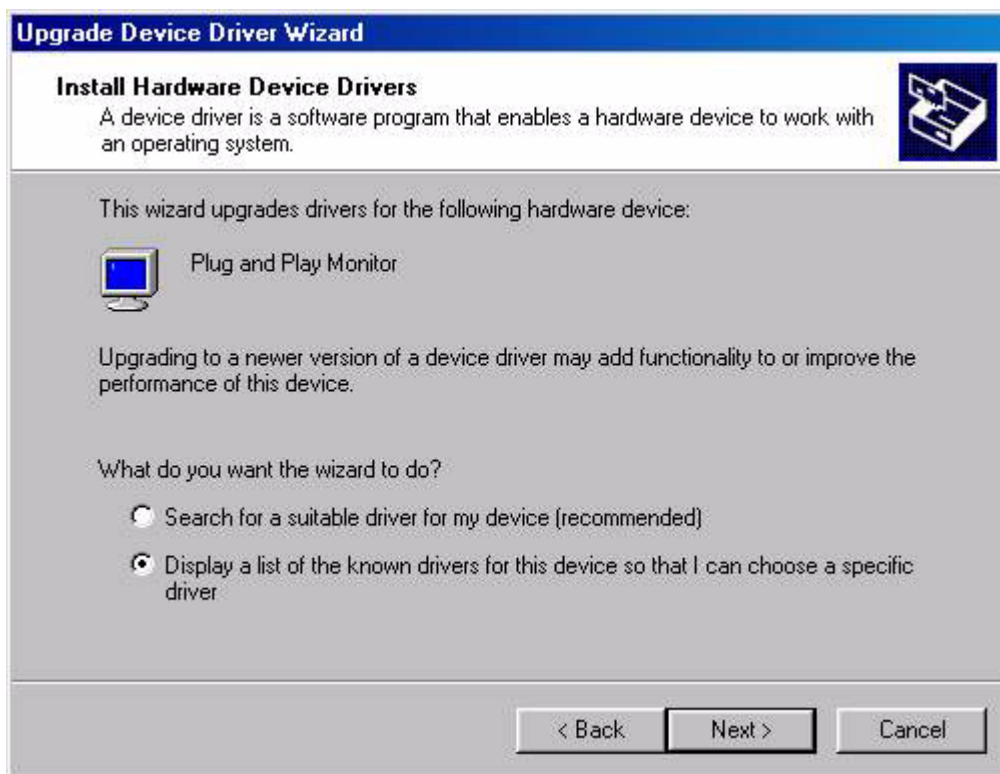 Upgrade Device Driver Wizard
Install Hardware Device Drivers
A device driver is a software program that enables a hardware device to work with
an operating system.
This wizard upgrades drivers for the following hardware device:
Plug and Play Monitor
Upgrading to a newer version of a device driver may add functionality to or improve the
performance of this device.
What do you want the wizard to do?
Search for a suitable driver for my device (recommended)
Display a list of the known drivers for this device so that I can choose a specific
driver
< Back
Next >
Cancel